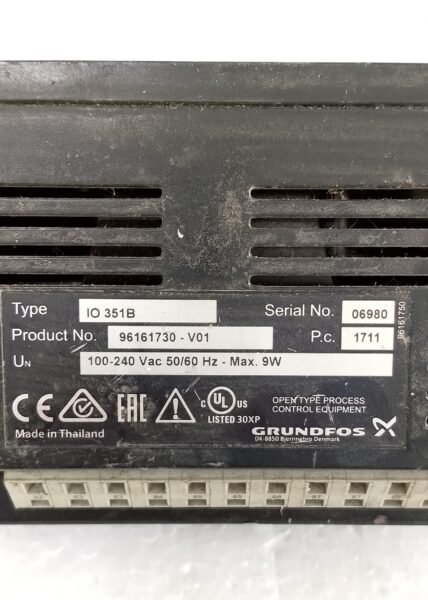 Type IO 351B Serial No. 06980
Product No. 96161730 - V01 P.c. 1711
UN 100-240 Vac 50/60 Hz - Max. 9W
96161750
CE EAC c UL US
LISTED 30XP
OPEN TYPE PROCESS
CONTROL EQUIPMENT
Made in Thailand
GRUNDFOS
DK-8850 Bjerringbro Denmark